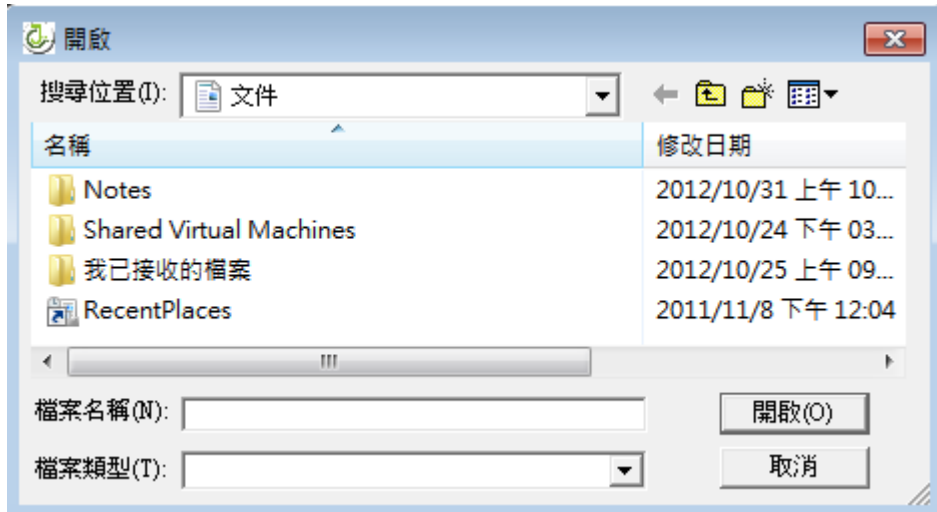 開啟
搜尋位置(I): 文件
名稱 修改日期
Notes 2012/10/31 上午 10...
Shared Virtual Machines 2012/10/24 下午 03...
我已接收的檔案 2012/10/25 上午 09...
RecentPlaces 2011/11/8 下午 12:04
檔案名稱(N): 開啟(O)
檔案類型(T): 取消